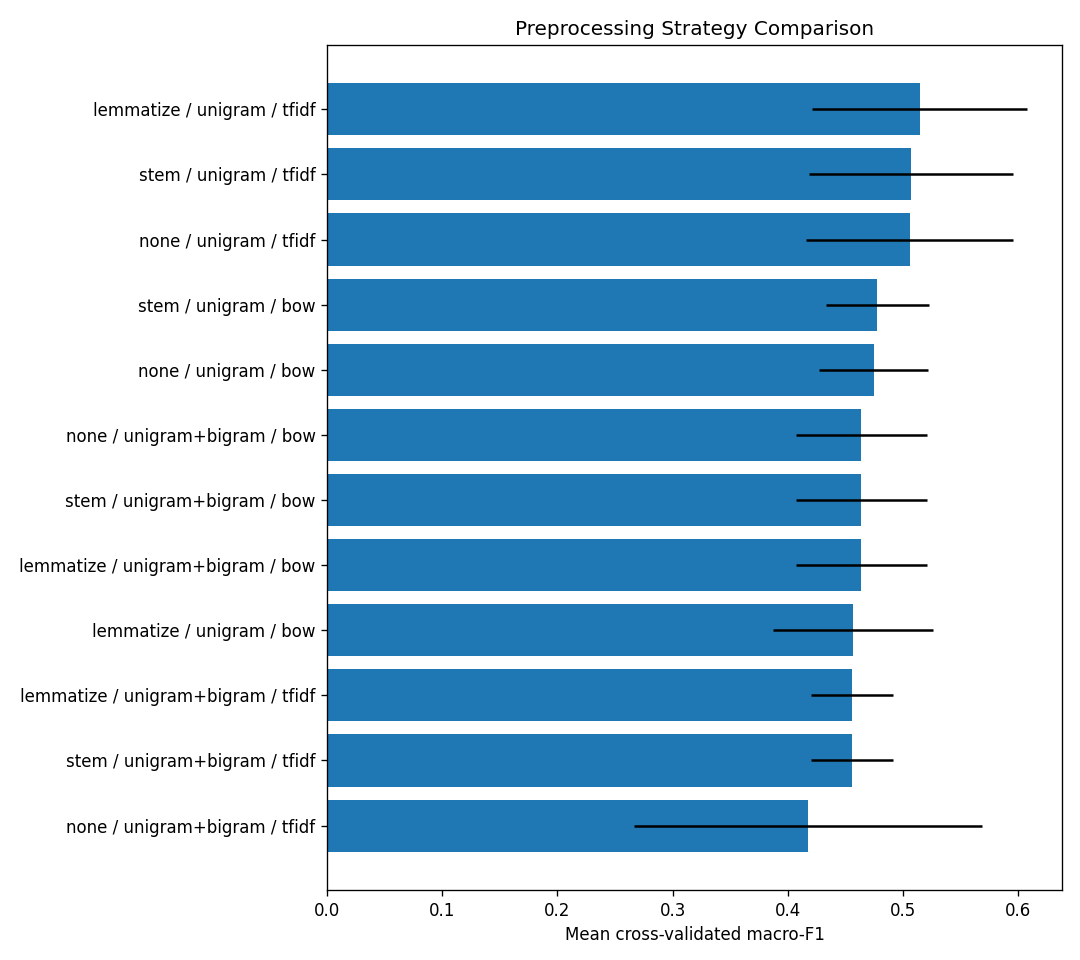 Preprocessing Strategy Comparison
lemmatize / unigram / tfidf
stem / unigram / tfidf
none / unigram / tfidf
stem / unigram / bow
none / unigram / bow
none / unigram+bigram / bow
stem / unigram+bigram / bow
lemmatize / unigram+bigram / bow
lemmatize / unigram / bow
lemmatize / unigram+bigram / tfidf
stem / unigram+bigram / tfidf
none / unigram+bigram / tfidf
0.0 0.1 0.2 0.3 0.4 0.5 0.6
Mean cross-validated macro-F1